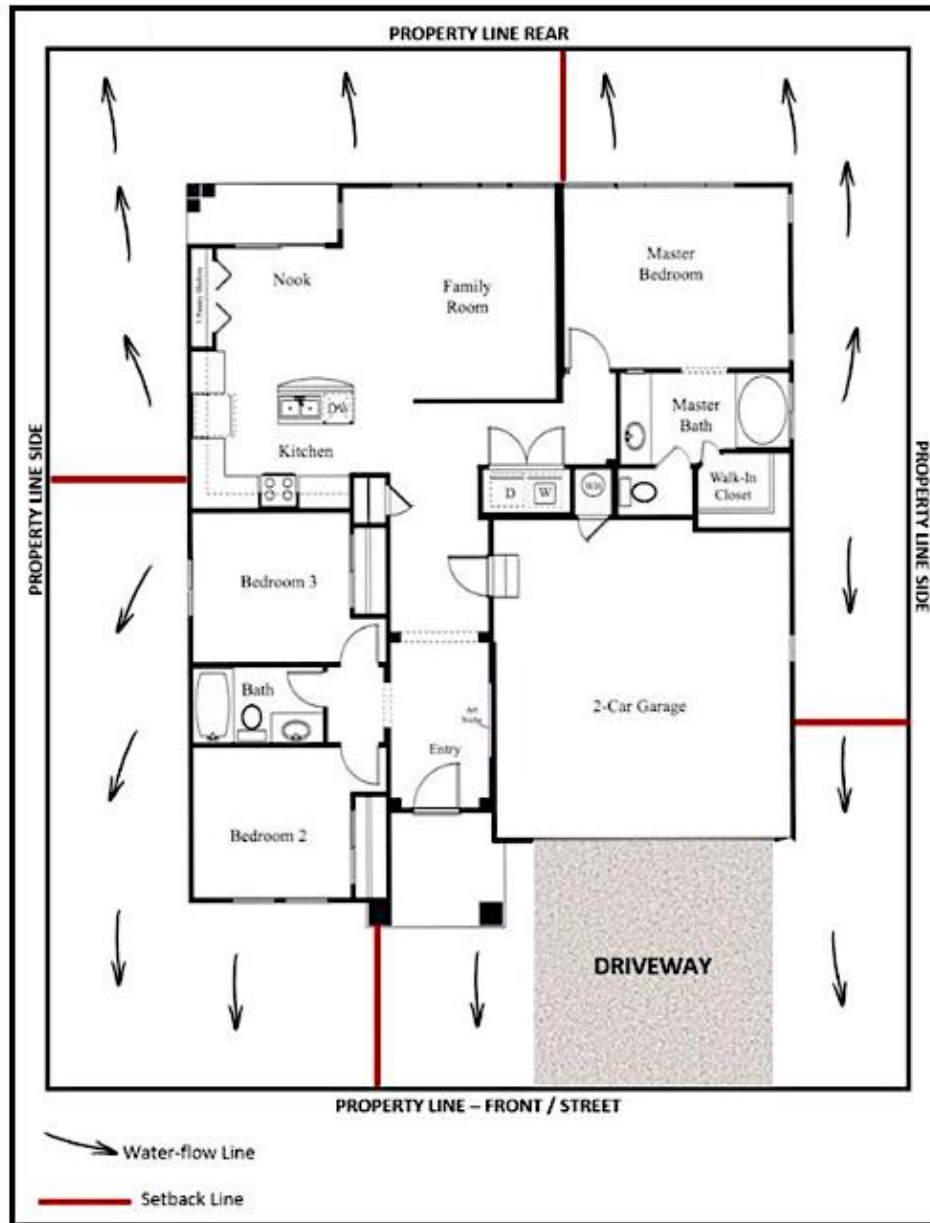 PROPERTY LINE REAR
PROPERTY LINE SIDE
PROPERTY LINE SIDE
Nook
Family
Room
Master
Bedroom
DW
Kitchen
Master
Bath
D
W
WH
Walk-In
Closet
Bedroom 3
Bath
Entry
2-Car Garage
Bedroom 2
DRIVEWAY
PROPERTY LINE – FRONT / STREET
Water-flow Line
Setback Line